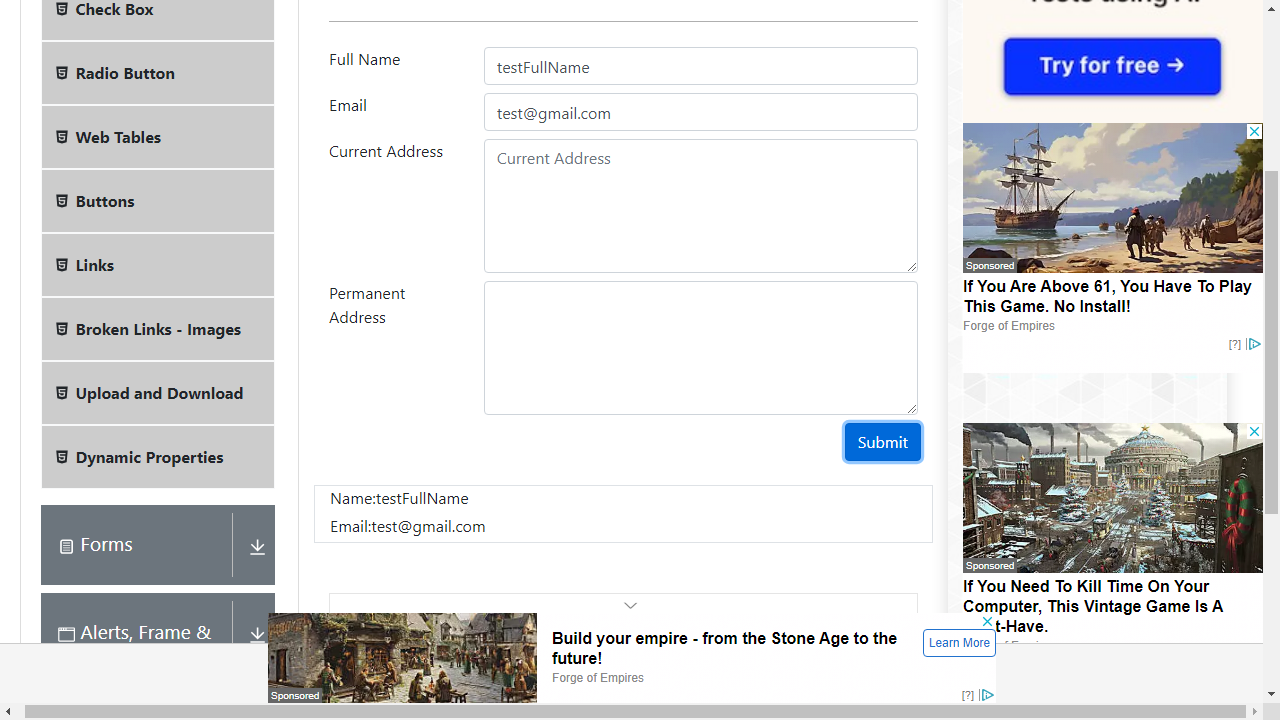 Check Box
Radio Button
Web Tables
Buttons
Links
Broken Links - Images
Upload and Download
Dynamic Properties
Forms
Alerts, Frame &
Full Name
testFullName
Email
test@gmail.com
Current Address
Current Address
Permanent
Address
Submit
Name:testFullName
Email:test@gmail.com
Try for free →
Sponsored
If You Are Above 61, You Have To Play
This Game. No Install!
Forge of Empires
[?]
Sponsored
If You Need To Kill Time On Your
Computer, This Vintage Game Is A
t-Have.
Sponsored
Build your empire - from the Stone Age to the
future!
Forge of Empires
Learn More
[?]